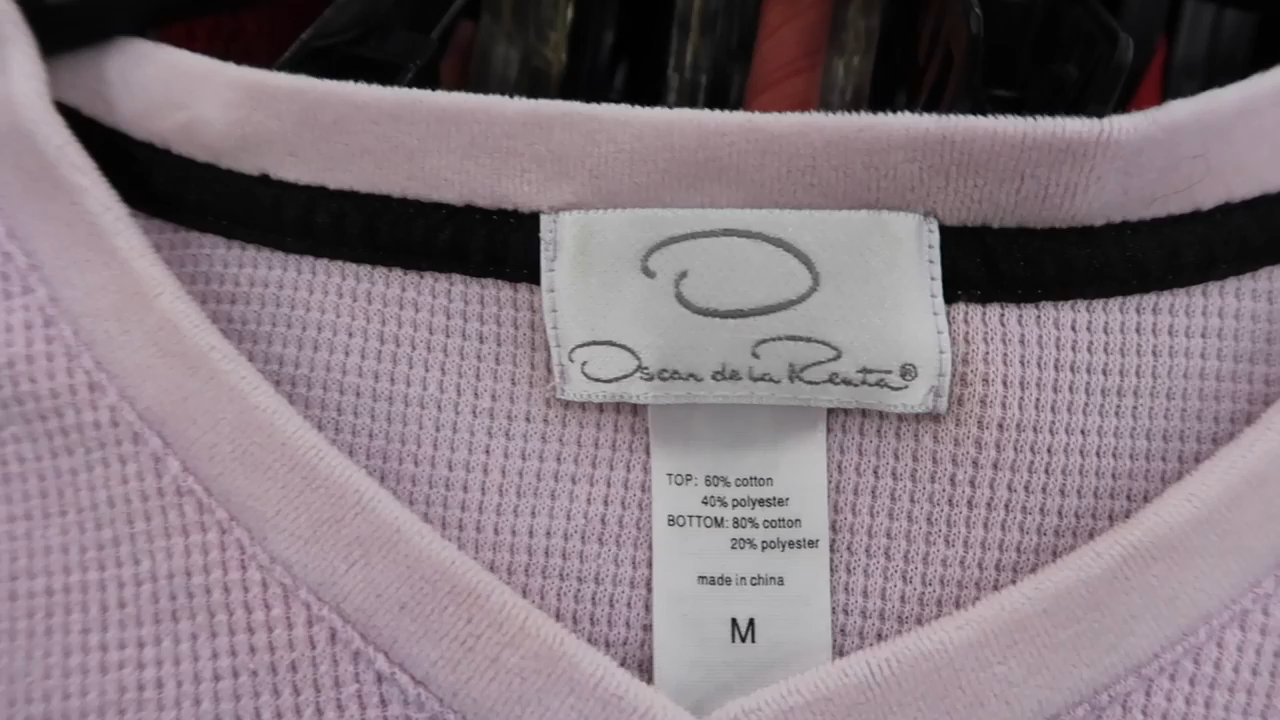 Oscar de la Renta®
TOP: 60% cotton
40% polyester
BOTTOM: 80% cotton
20% polyester
made in china
M